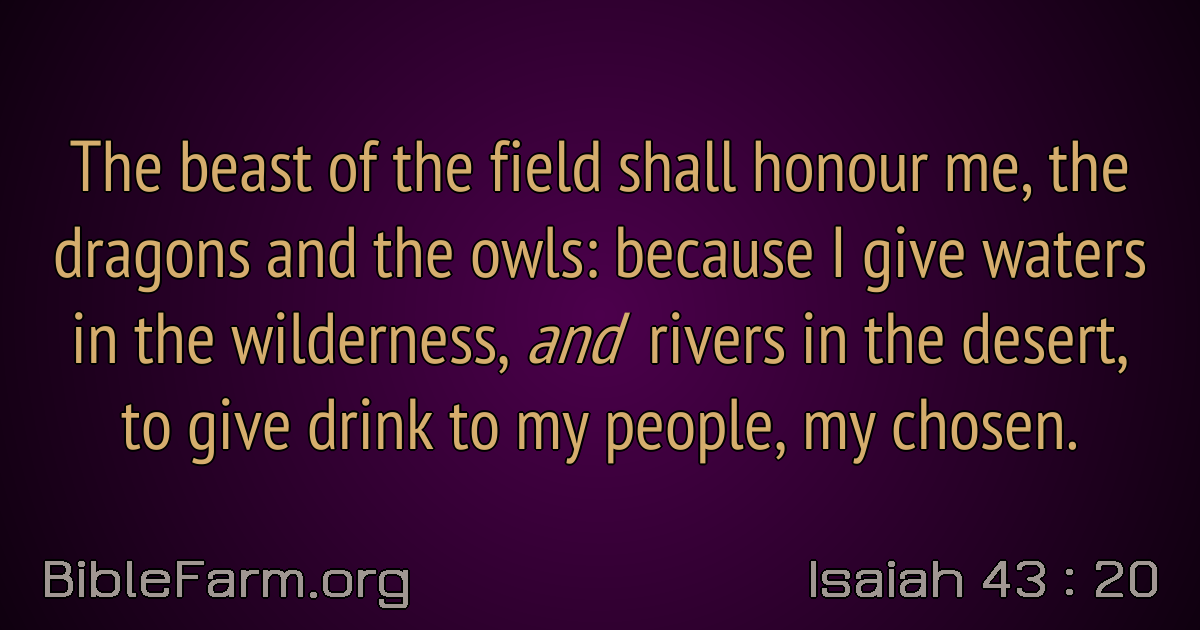 The beast of the field shall honour me, the
dragons and the owls: because I give waters
in the wilderness, and rivers in the desert,
to give drink to my people, my chosen.
BibleFarm.org
Isaiah 43 : 20